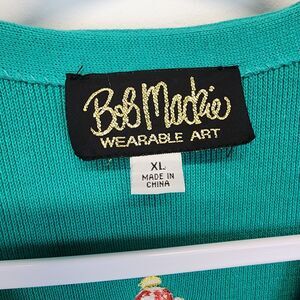 Bob Mackie
WEARABLE ART
XL
MADE IN
CHINA